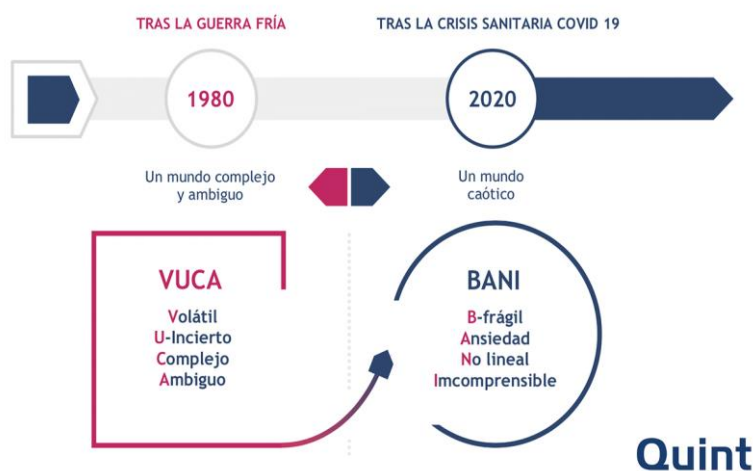 TRAS LA GUERRA FRÍA
TRAS LA CRISIS SANITARIA COVID 19
1980
2020
Un mundo complejo
y ambiguo
Un mundo
caótico
VUCA
Volátil
U-Incierto
Complejo
Ambiguo
BANI
B-frágil
Ansiedad
No lineal
Imcomprensible
Quint